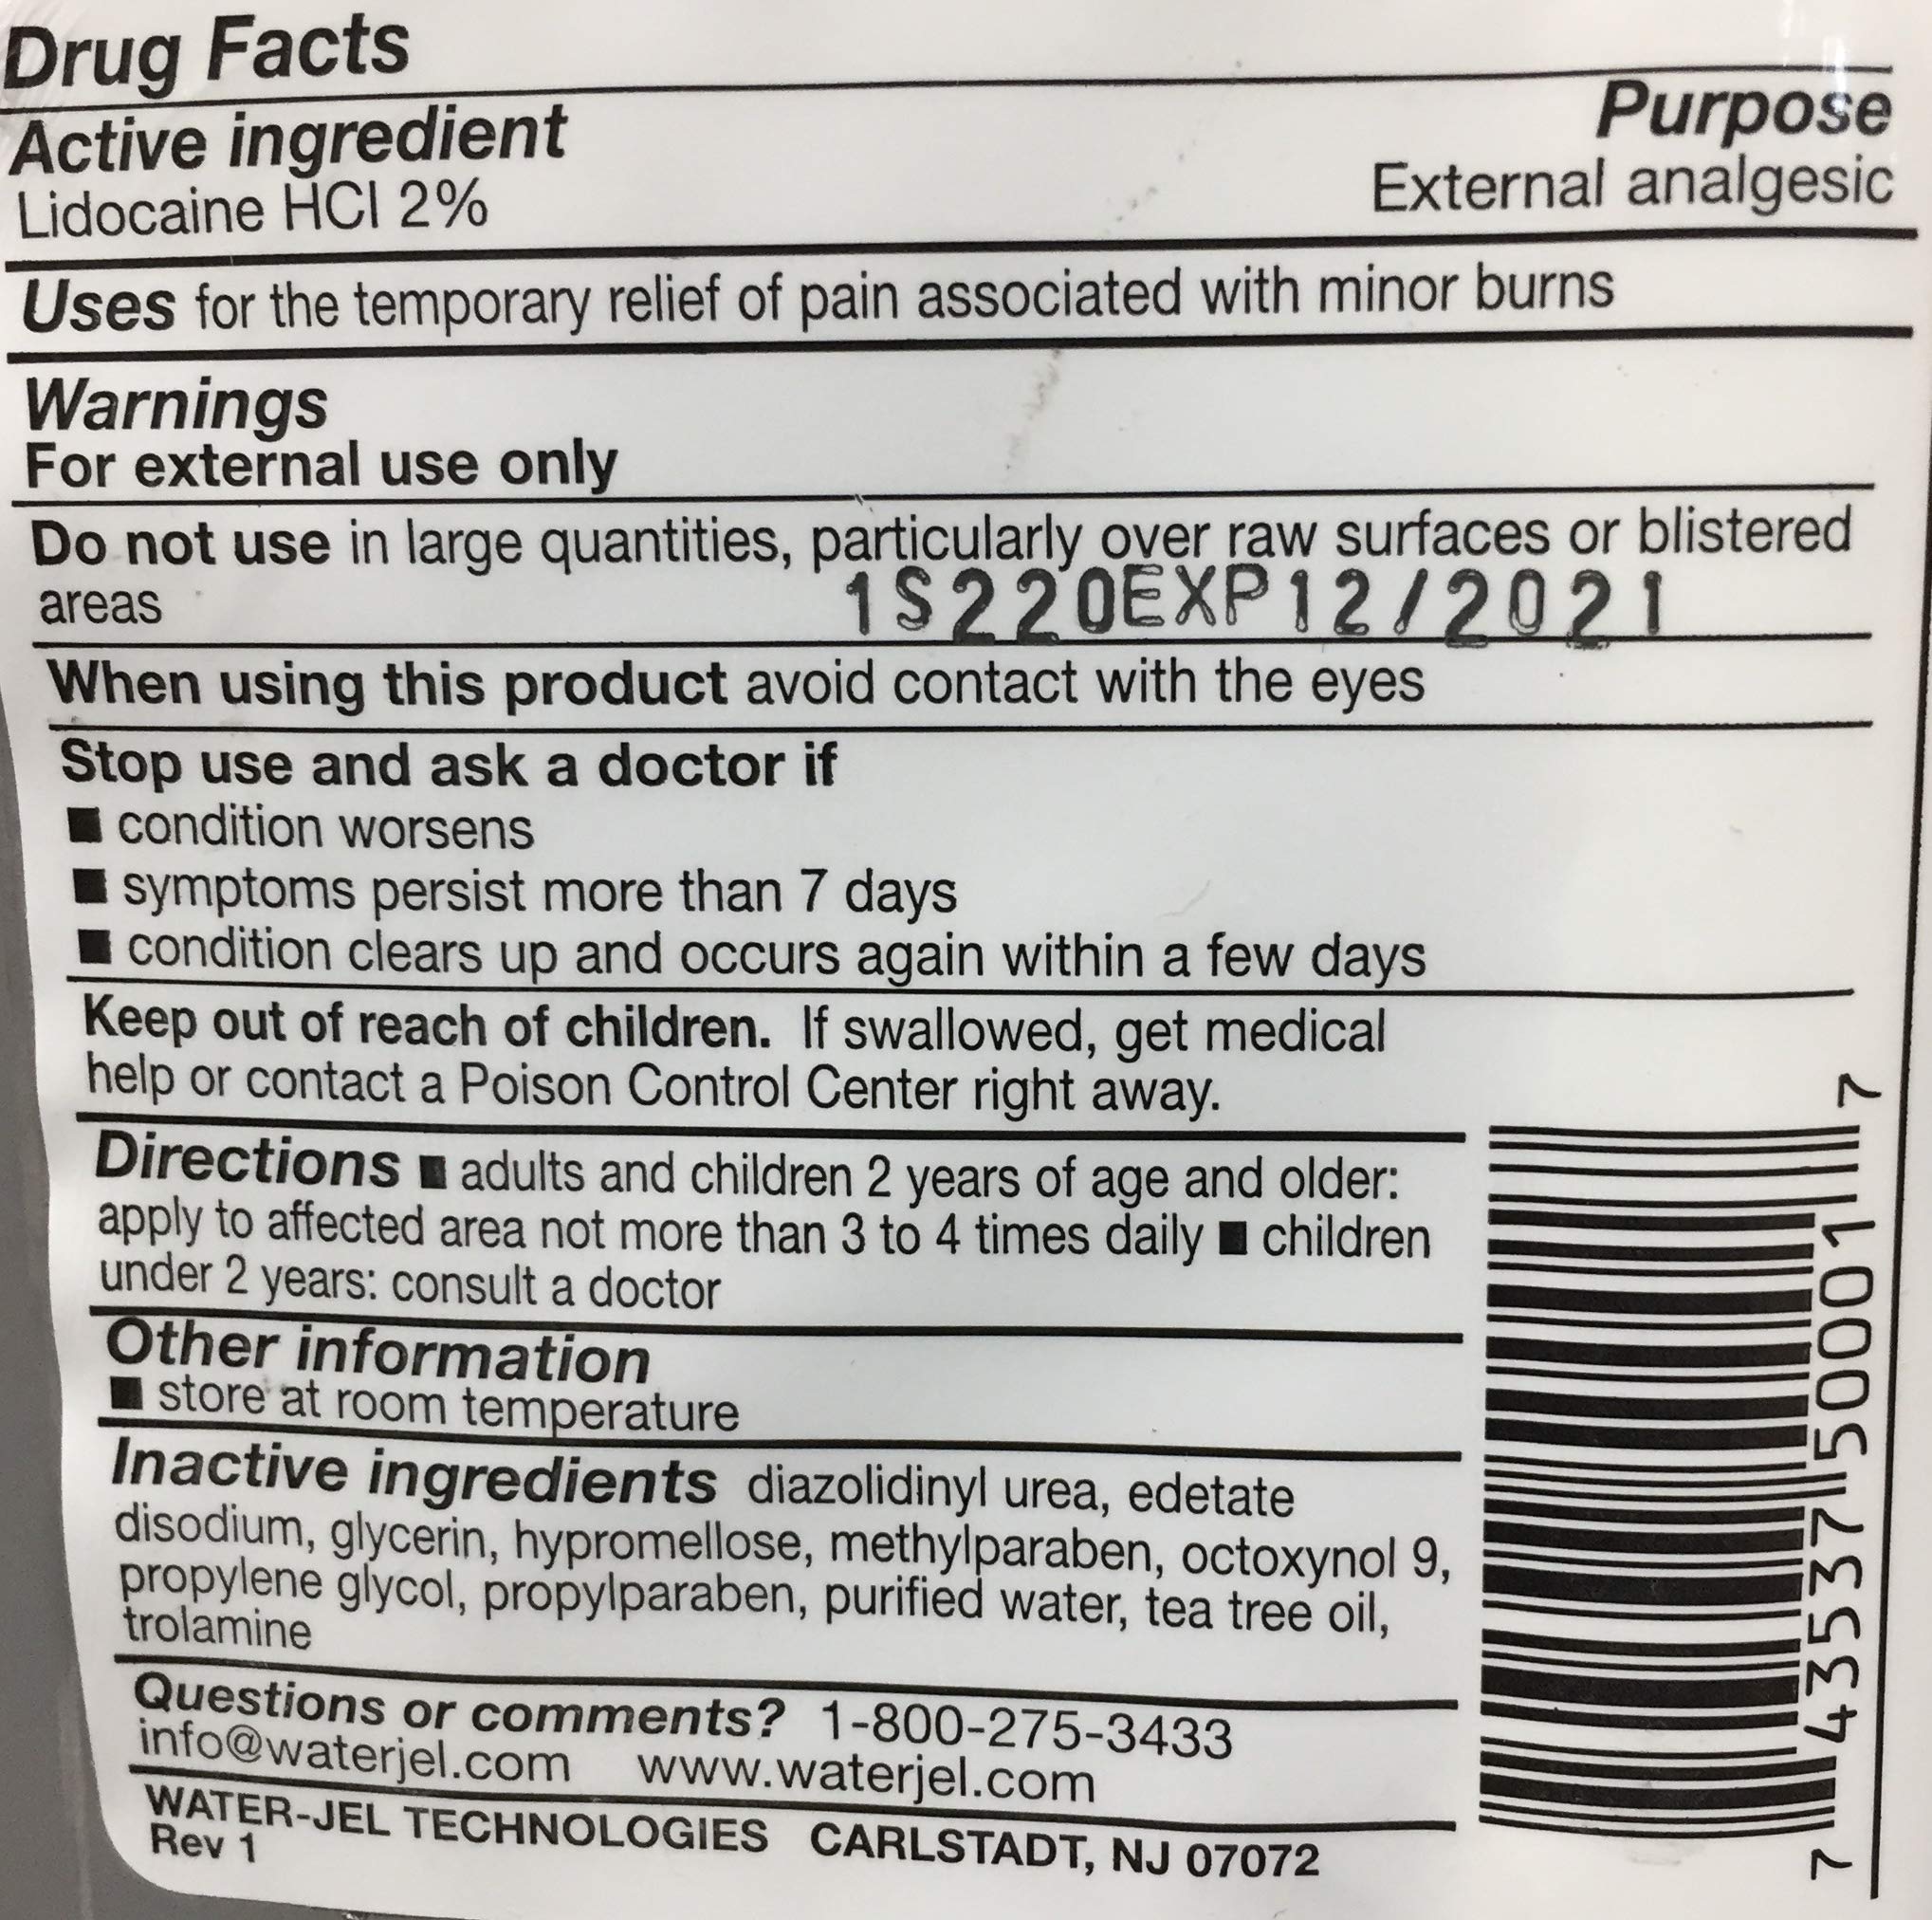 Drug Facts
Active ingredient Purpose
Lidocaine HCl 2% External analgesic
Uses for the temporary relief of pain associated with minor burns
Warnings
For external use only
Do not use in large quantities, particularly over raw surfaces or blistered
areas
1S220EXP12/2021
When using this product avoid contact with the eyes
Stop use and ask a doctor if
■ condition worsens
■ symptoms persist more than 7 days
■ condition clears up and occurs again within a few days
Keep out of reach of children. If swallowed, get medical
help or contact a Poison Control Center right away.
Directions ■ adults and children 2 years of age and older:
apply to affected area not more than 3 to 4 times daily ■ children
under 2 years: consult a doctor
Other information
■ store at room temperature
Inactive ingredients diazolidinyl urea, edetate
disodium, glycerin, hypromellose, methylparaben, octoxynol 9,
propylene glycol, propylparaben, purified water, tea tree oil,
trolamine
Questions or comments? 1-800-275-3433
info@waterjel.com www.waterjel.com
WATER-JEL TECHNOLOGIES CARLSTADT, NJ 07072
Rev 1
7 43537 50001 7